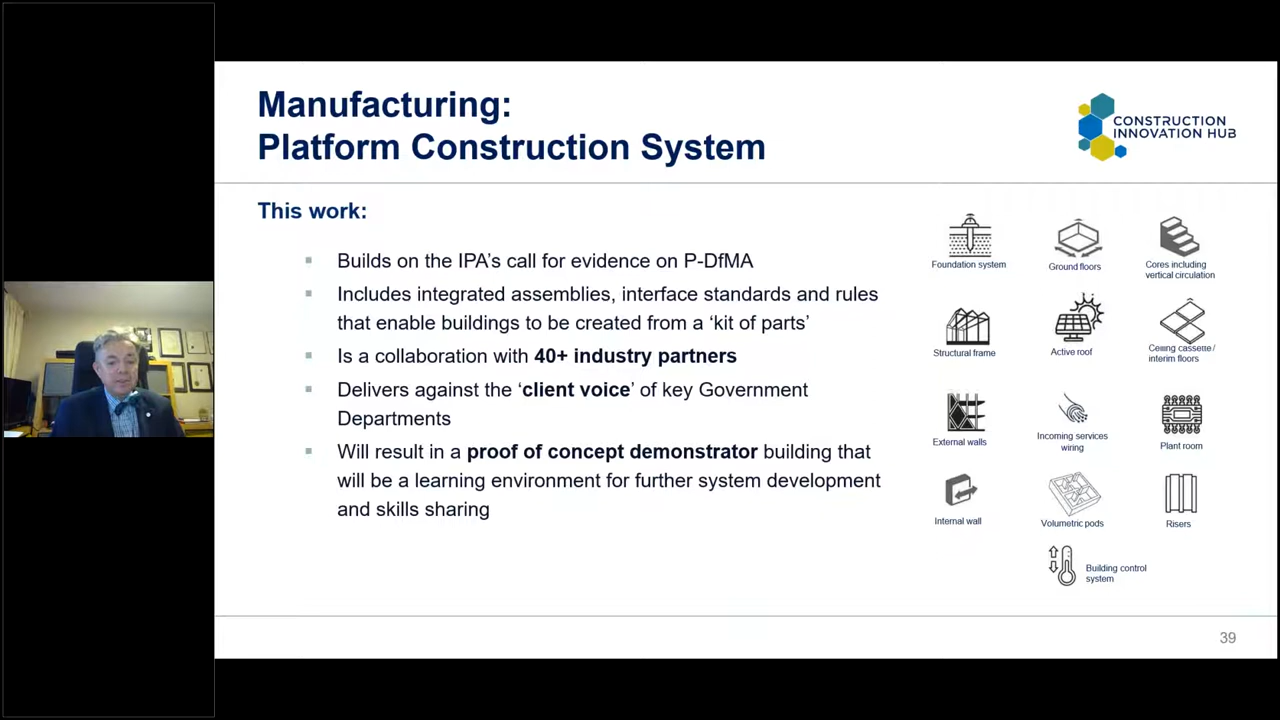 Manufacturing:
Platform Construction System
CONSTRUCTION
INNOVATION HUB
This work:
Builds on the IPA's call for evidence on P-DfMA
Includes integrated assemblies, interface standards and rules
that enable buildings to be created from a ‘kit of parts’
Is a collaboration with 40+ industry partners
Delivers against the ‘client voice’ of key Government
Departments
Will result in a proof of concept demonstrator building that
will be a learning environment for further system development
and skills sharing
Foundation system
Ground floors
Cores including
vertical circulation
Structural frame
Active roof
Ceiling cassette /
interim floors
External walls
Incoming services
wiring
Plant room
Internal wall
Volumetric pods
Risers
Building control
system
39